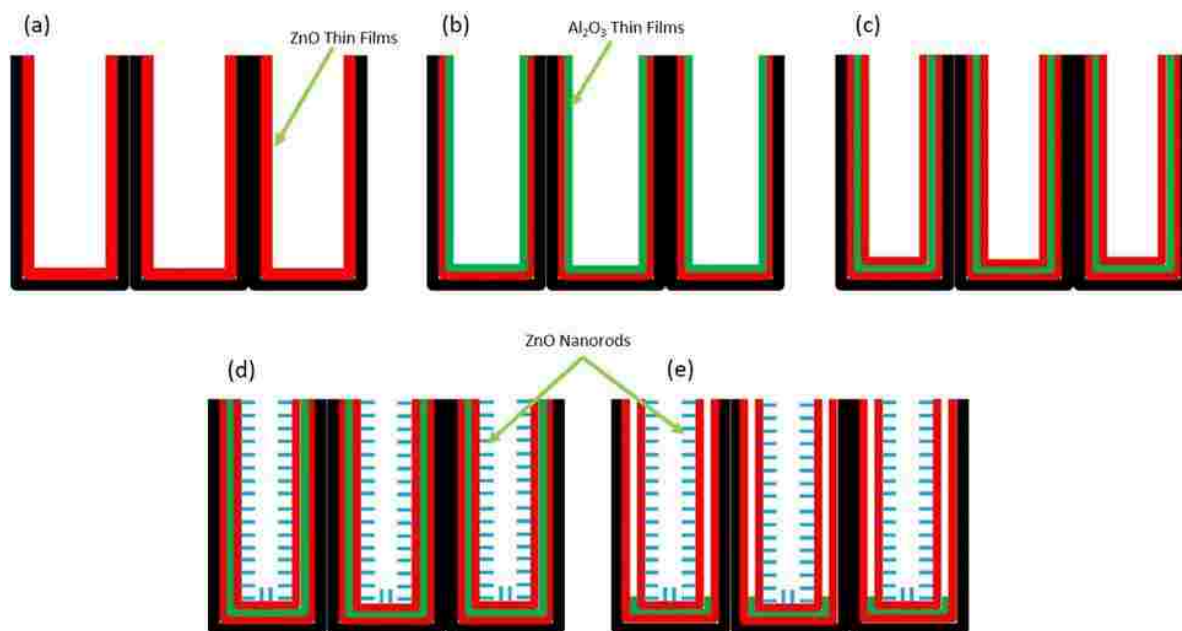 (a)
ZnO Thin Films
(b)
Al₂O₃ Thin Films
(c)
(d)
ZnO Nanorods
(e)